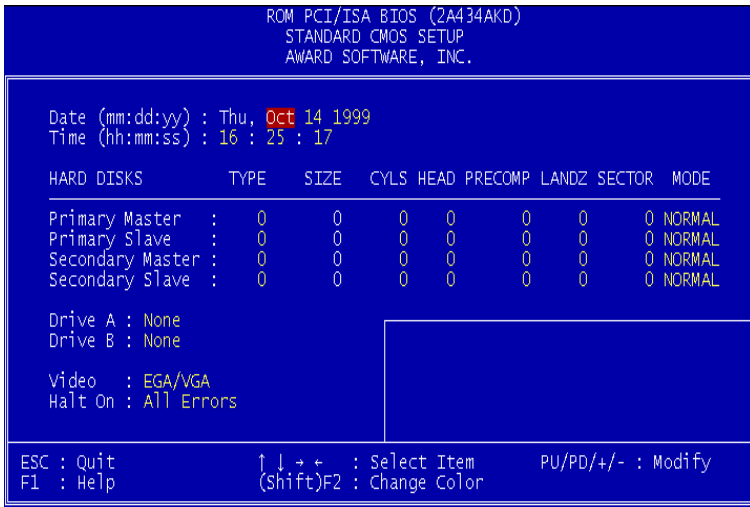 ROM PCI/ISA BIOS (2A434AKD)
STANDARD CMOS SETUP
AWARD SOFTWARE, INC.
Date (mm:dd:yy) : Thu, Oct 14 1999
Time (hh:mm:ss) : 16 : 25 : 17
HARD DISKS TYPE SIZE CYLS HEAD PRECOMP LANDZ SECTOR MODE
Primary Master : 0 0 0 0 0 0 0 NORMAL
Primary Slave : 0 0 0 0 0 0 0 NORMAL
Secondary Master : 0 0 0 0 0 0 0 NORMAL
Secondary Slave : 0 0 0 0 0 0 0 NORMAL
Drive A : None
Drive B : None
Video : EGA/VGA
Halt On : All Errors
ESC : Quit ↑ ↓ → ← : Select Item PU/PD/+/- : Modify
F1 : Help (Shift)F2 : Change Color